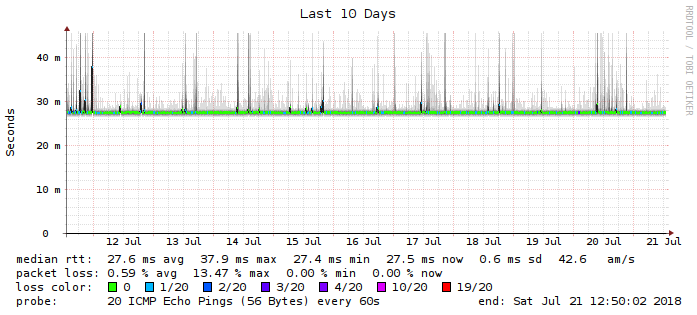 Last 10 Days
RRDTOOL / TOBI OETIKER
Seconds
40 m
30 m
20 m
10 m
0
12 Jul 13 Jul 14 Jul 15 Jul 16 Jul 17 Jul 18 Jul 19 Jul 20 Jul 21 Jul
median rtt: 27.6 ms avg 37.9 ms max 27.4 ms min 27.5 ms now 0.6 ms sd 42.6 am/s
packet loss: 0.59 % avg 13.47 % max 0.00 % min 0.00 % now
loss color: 0 1/20 2/20 3/20 4/20 10/20 19/20
probe: 20 ICMP Echo Pings (56 Bytes) every 60s end: Sat Jul 21 12:50:02 2018